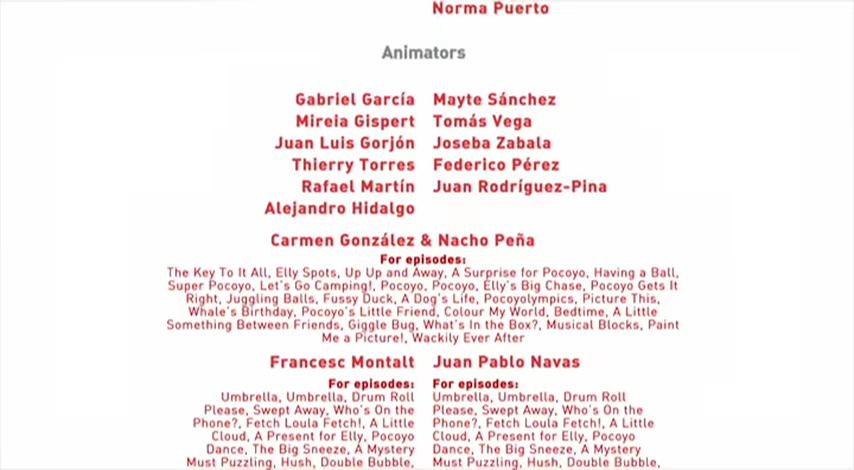 Norma Puerto
Animators
Gabriel García Mayte Sánchez
Mireia Gispert Tomás Vega
Juan Luis Gorjón Joseba Zabala
Thierry Torres Federico Pérez
Rafael Martín Juan Rodríguez-Pina
Alejandro Hidalgo
Carmen González & Nacho Peña
For episodes:
The Key To It All, Elly Spots, Up Up and Away, A Surprise for Pocoyo, Having a Ball,
Super Pocoyo, Let's Go Camping!, Pocoyo, Pocoyo, Elly's Big Chase, Pocoyo Gets It
Right, Juggling Balls, Fussy Duck, A Dog's Life, Pocoyolympics, Picture This,
Whale's Birthday, Pocoyo's Little Friend, Colour My World, Bedtime, A Little
Something Between Friends, Giggle Bug, What's In the Box?, Musical Blocks, Paint
Me a Picture!, Wackily Ever After
Francesc Montalt
For episodes:
Umbrella, Umbrella, Drum Roll
Please, Swept Away, Who's On the
Phone?, Fetch Loula Fetch!, A Little
Cloud, A Present for Elly, Pocoyo
Dance, The Big Sneeze, A Mystery
Must Puzzling, Hush, Double Bubble,
Juan Pablo Navas
For episodes:
Umbrella, Umbrella, Drum Roll
Please, Swept Away, Who's On the
Phone?, Fetch Loula Fetch!, A Little
Cloud, A Present for Elly, Pocoyo
Dance, The Big Sneeze, A Mystery
Must Puzzling, Hush, Double Bubble,